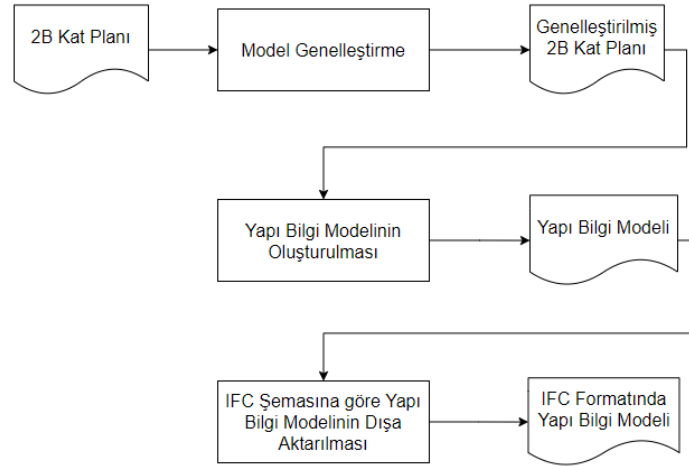 2B Kat Planı
Model Genelleştirme
Genelleştirilmiş
2B Kat Planı
Yapı Bilgi Modelinin
Oluşturulması
Yapı Bilgi Modeli
IFC Şemasına göre Yapı
Bilgi Modelinin Dışa
Aktarılması
IFC Formatında
Yapı Bilgi Modeli